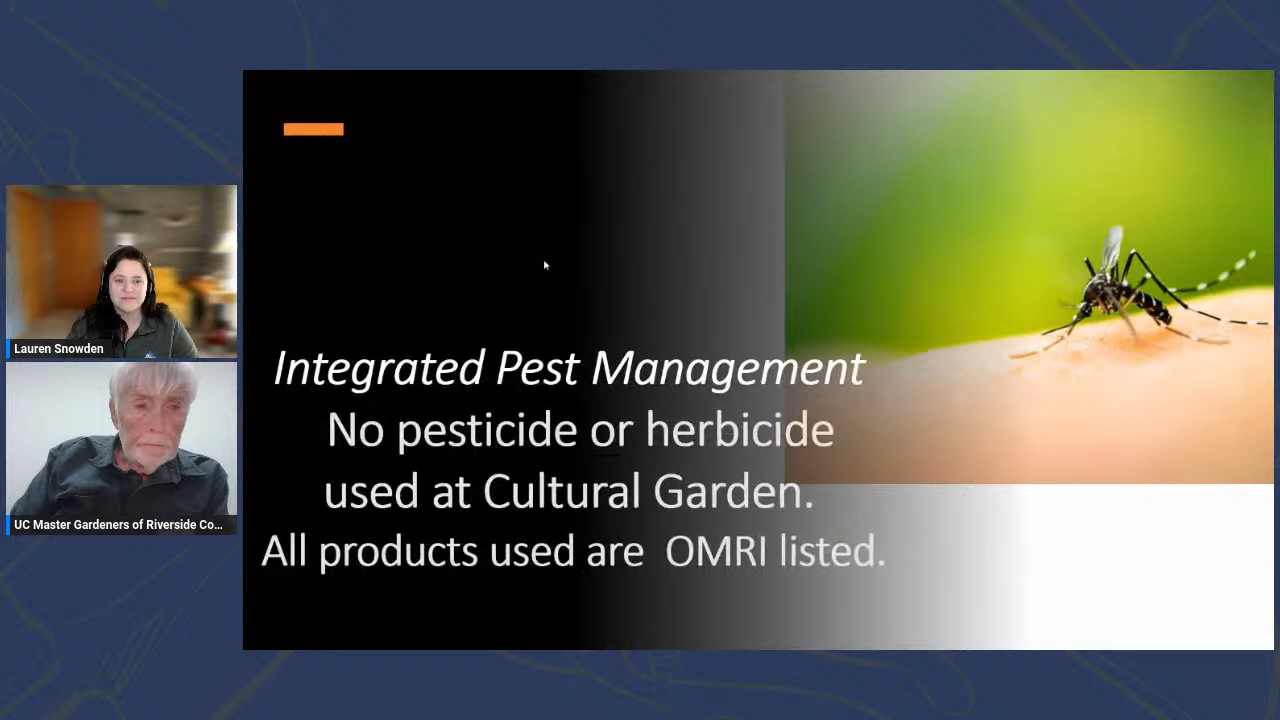 Lauren Snowden
UC Master Gardeners of Riverside Co...
Integrated Pest Management
No pesticide or herbicide
used at Cultural Garden.
All products used are OMRI listed.